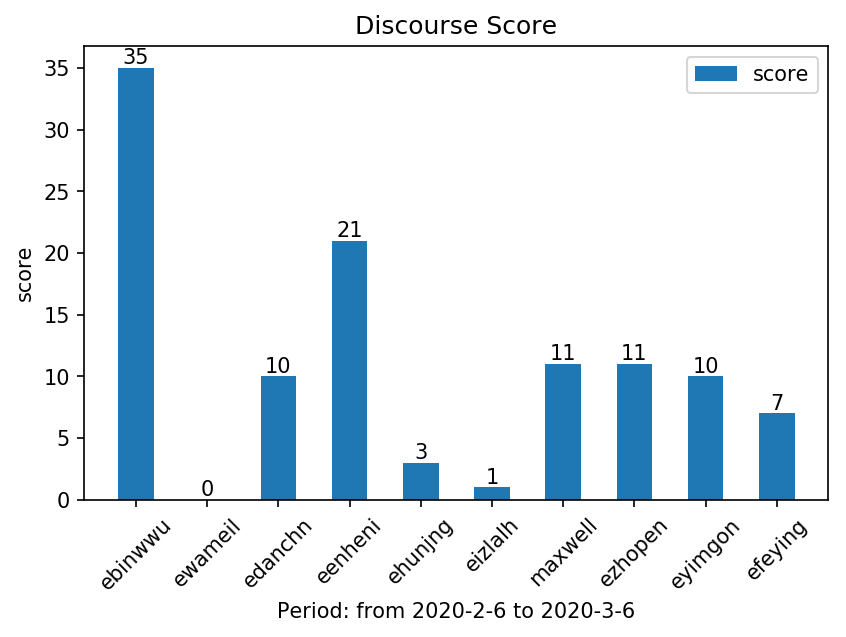 Discourse Score
score
35
30
25
20
15
10
5
0
score
35
0
10
21
3
1
11
11
10
7
ebinwwu
ewameil
edanchn
eenheni
ehunjng
eizlalh
maxwell
ezhopen
eyimgon
efeying
Period: from 2020-2-6 to 2020-3-6